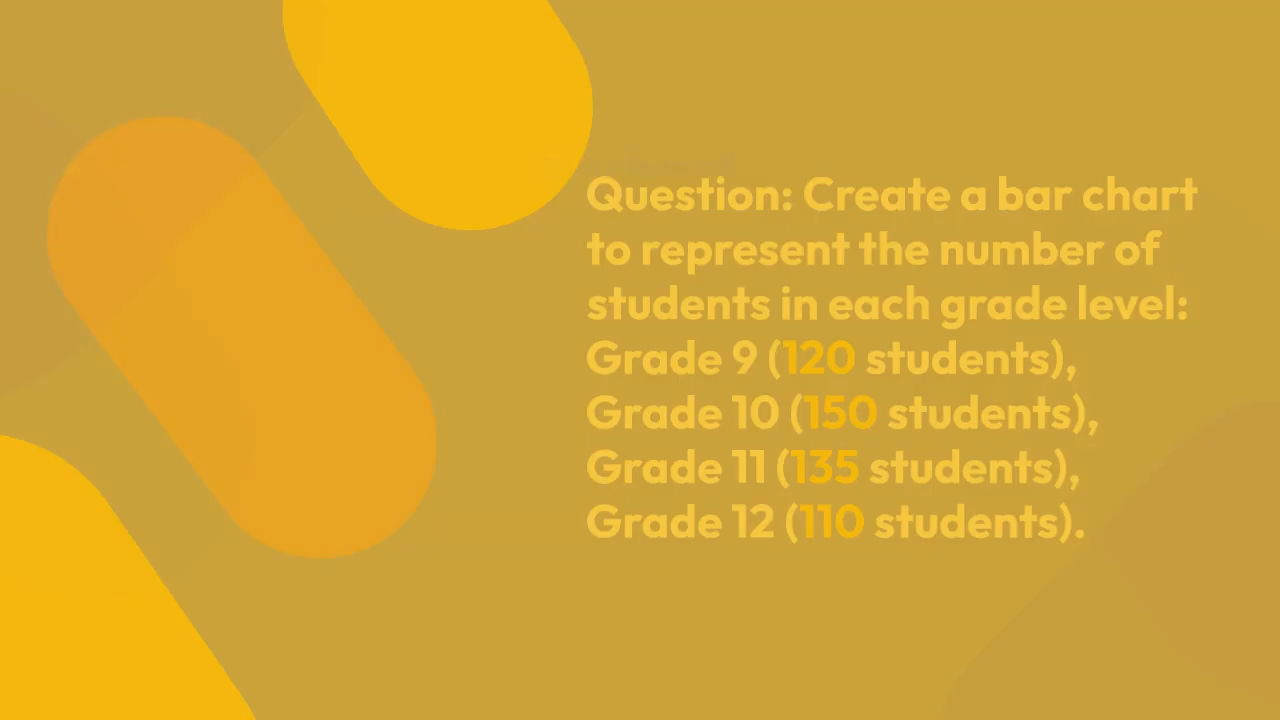 Question: Create a bar chart
to represent the number of
students in each grade level:
Grade 9 (120 students),
Grade 10 (150 students),
Grade 11 (135 students),
Grade 12 (110 students).